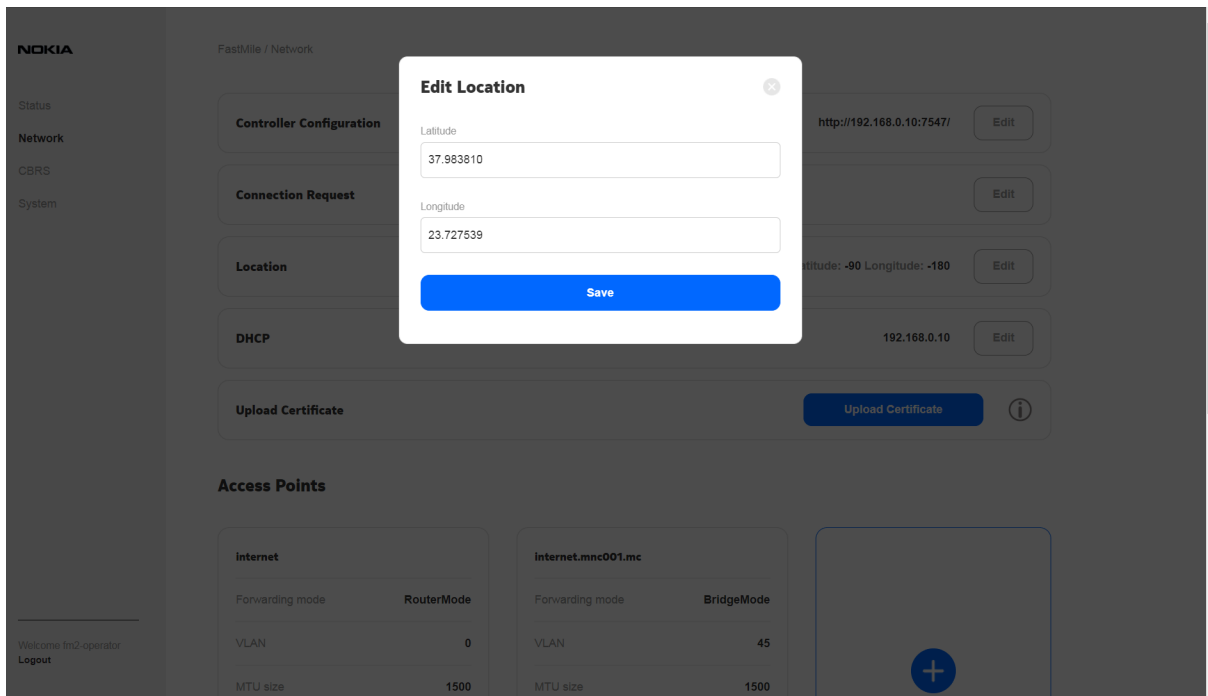 NOKIA
FastMile / Network
Status
Network
CBRS
System
Edit Location
Latitude
37.983810
Longitude
23.727539
Save
Controller Configuration
http://192.168.0.10:7547/
Edit
Connection Request
Edit
Location
atitude: -90 Longitude: -180
Edit
DHCP
192.168.0.10
Edit
Upload Certificate
Upload Certificate
Access Points
internet
Forwarding mode RouterMode
VLAN 0
MTU size 1500
internet.mnc001.mc
Forwarding mode BridgeMode
VLAN 45
MTU size 1500
Welcome fm2-operator
Logout